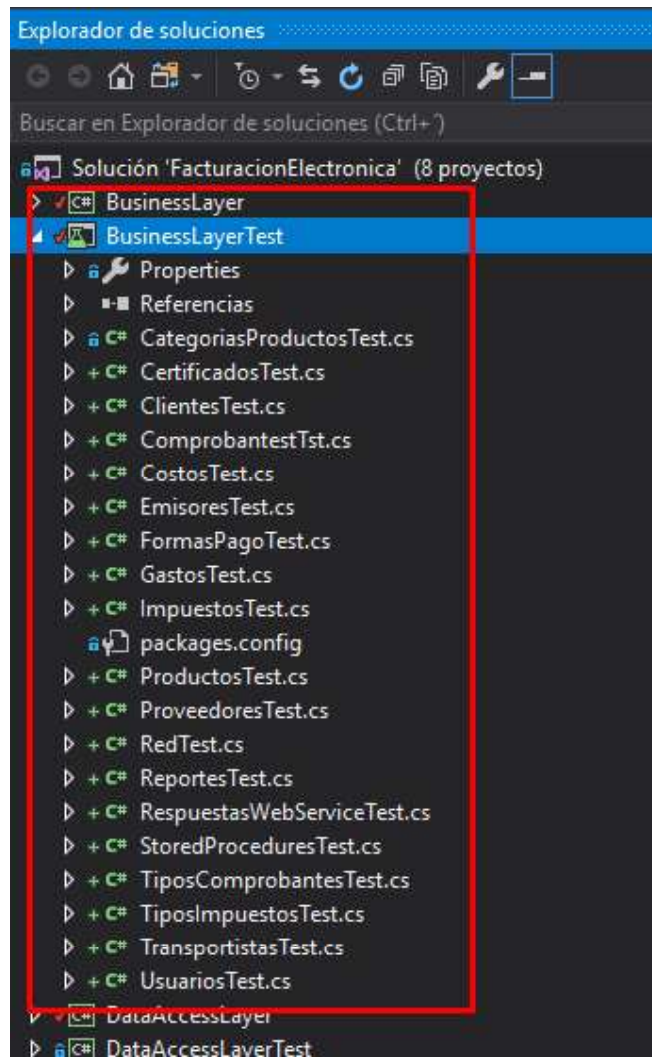 Explorador de soluciones
Buscar en Explorador de soluciones (Ctrl+´)
Solución 'FacturacionElectronica' (8 proyectos)
C# BusinessLayer
BusinessLayerTest
Properties
Referencias
C# CategoriasProductosTest.cs
+ C# CertificadosTest.cs
+ C# ClientesTest.cs
+ C# ComprobantestTst.cs
+ C# CostosTest.cs
+ C# EmisoresTest.cs
+ C# FormasPagoTest.cs
+ C# GastosTest.cs
+ C# ImpuestosTest.cs
packages.config
+ C# ProductosTest.cs
+ C# ProveedoresTest.cs
+ C# RedTest.cs
+ C# ReportesTest.cs
+ C# RespuestasWebServiceTest.cs
+ C# StoredProceduresTest.cs
+ C# TiposComprobantesTest.cs
+ C# TiposImpuestosTest.cs
+ C# TransportistasTest.cs
+ C# UsuariosTest.cs
C# DataAccessLayer
C# DataAccessLayerTest